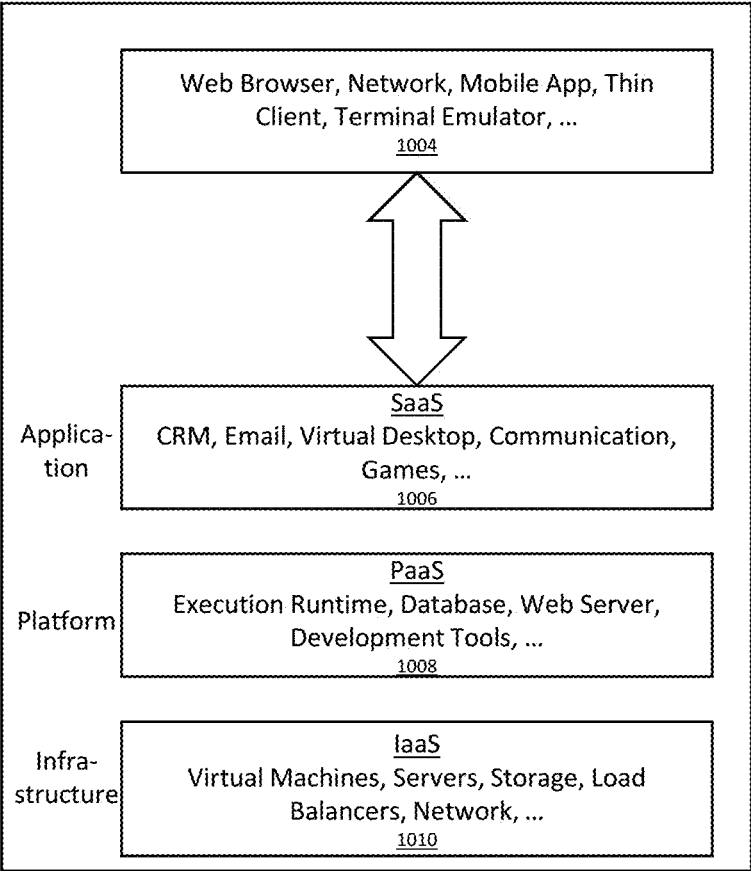 Web Browser, Network, Mobile App, Thin
Client, Terminal Emulator, ...
1004
SaaS
Applica-
tion
CRM, Email, Virtual Desktop, Communication,
Games, ...
1006
PaaS
Platform
Execution Runtime, Database, Web Server,
Development Tools, ...
1008
IaaS
Infra-
structure
Virtual Machines, Servers, Storage, Load
Balancers, Network, ...
1010